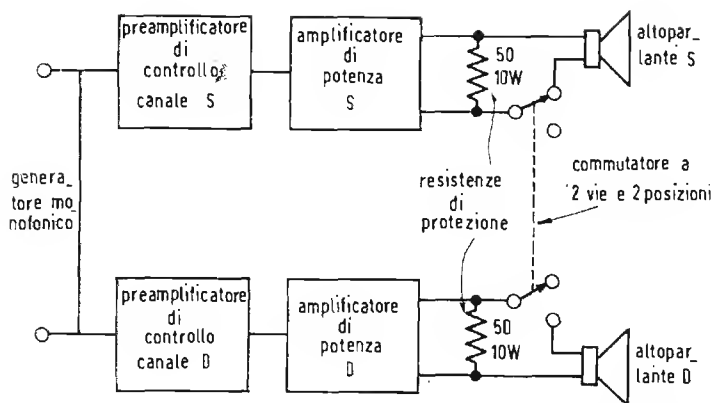 preamplificatore
di
controllo
canale S
amplificatore
di
potenza
S
50
10W
altopar_
lante S
genera_
tore mo_
nofonico
resistenze
di
protezione
commutatore a
2 vie e 2 posizioni
preamplificatore
di
controllo
canale D
amplificatore
di
potenza
D
50
10W
altopar_
lante D